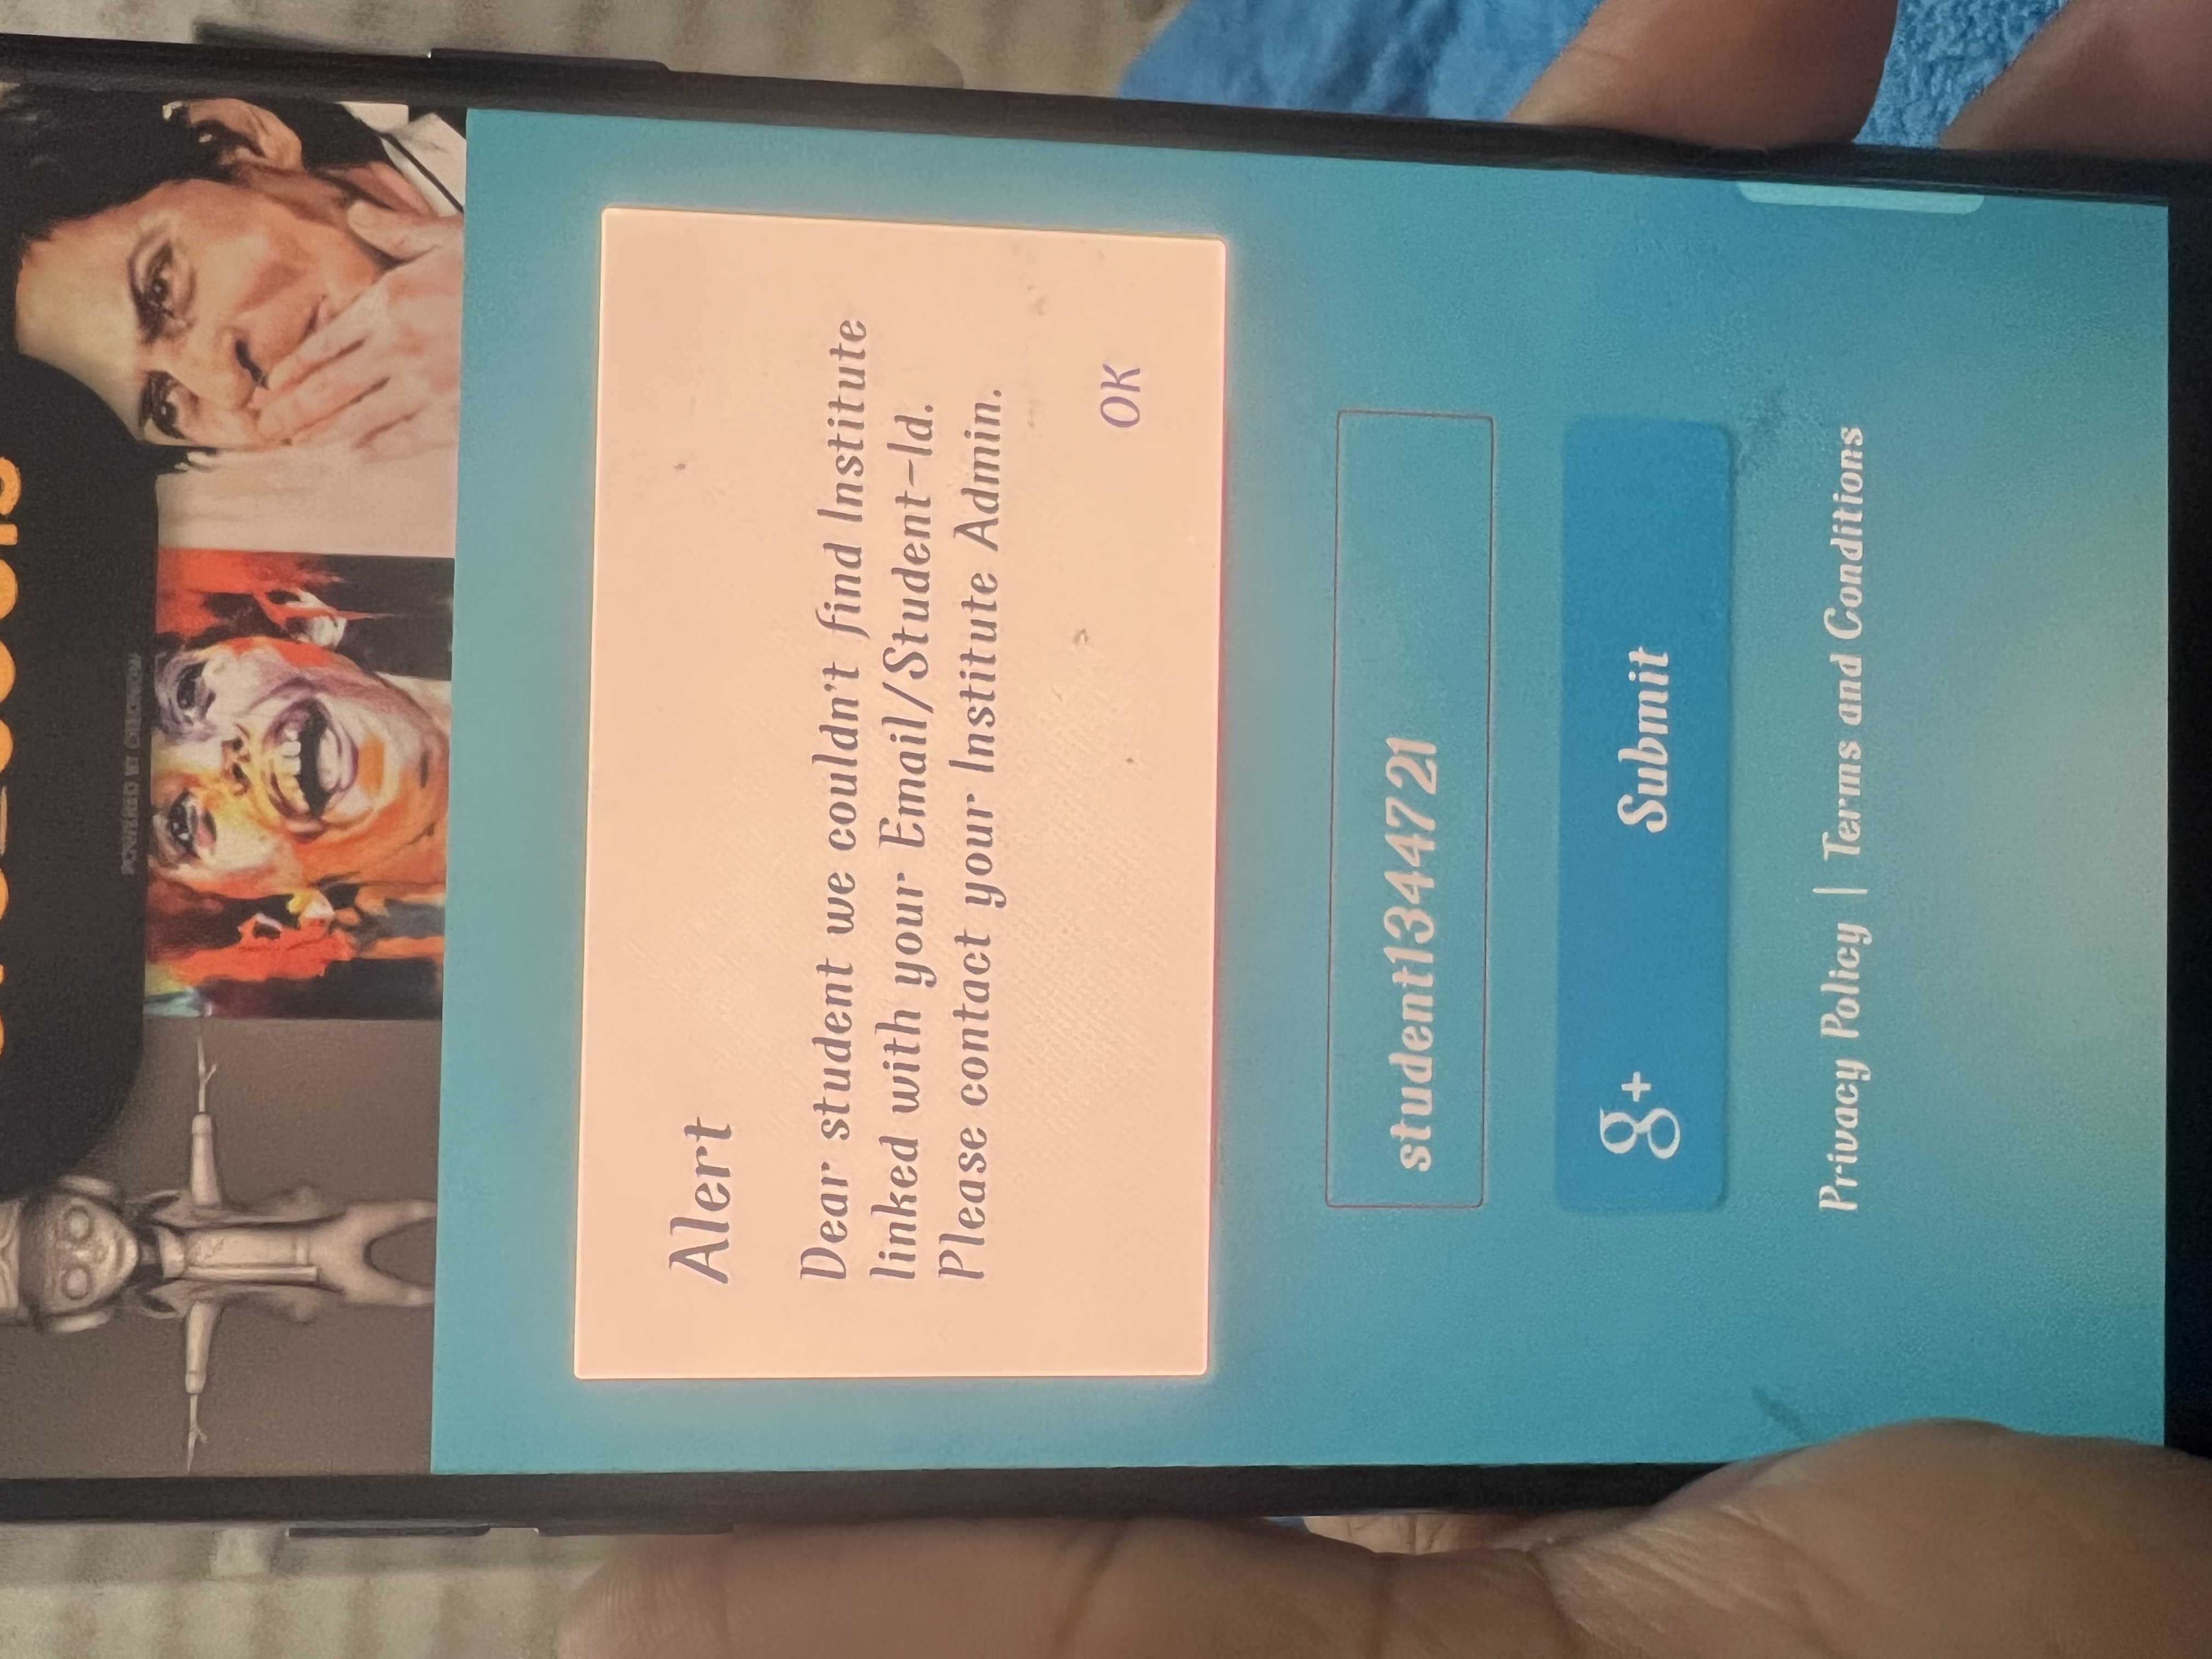 Alert
Dear student we couldn't find Institute
linked with your Email/Student-Id.
Please contact your Institute Admin.
OK
student1344721
g+ Submit
Privacy Policy | Terms and Conditions